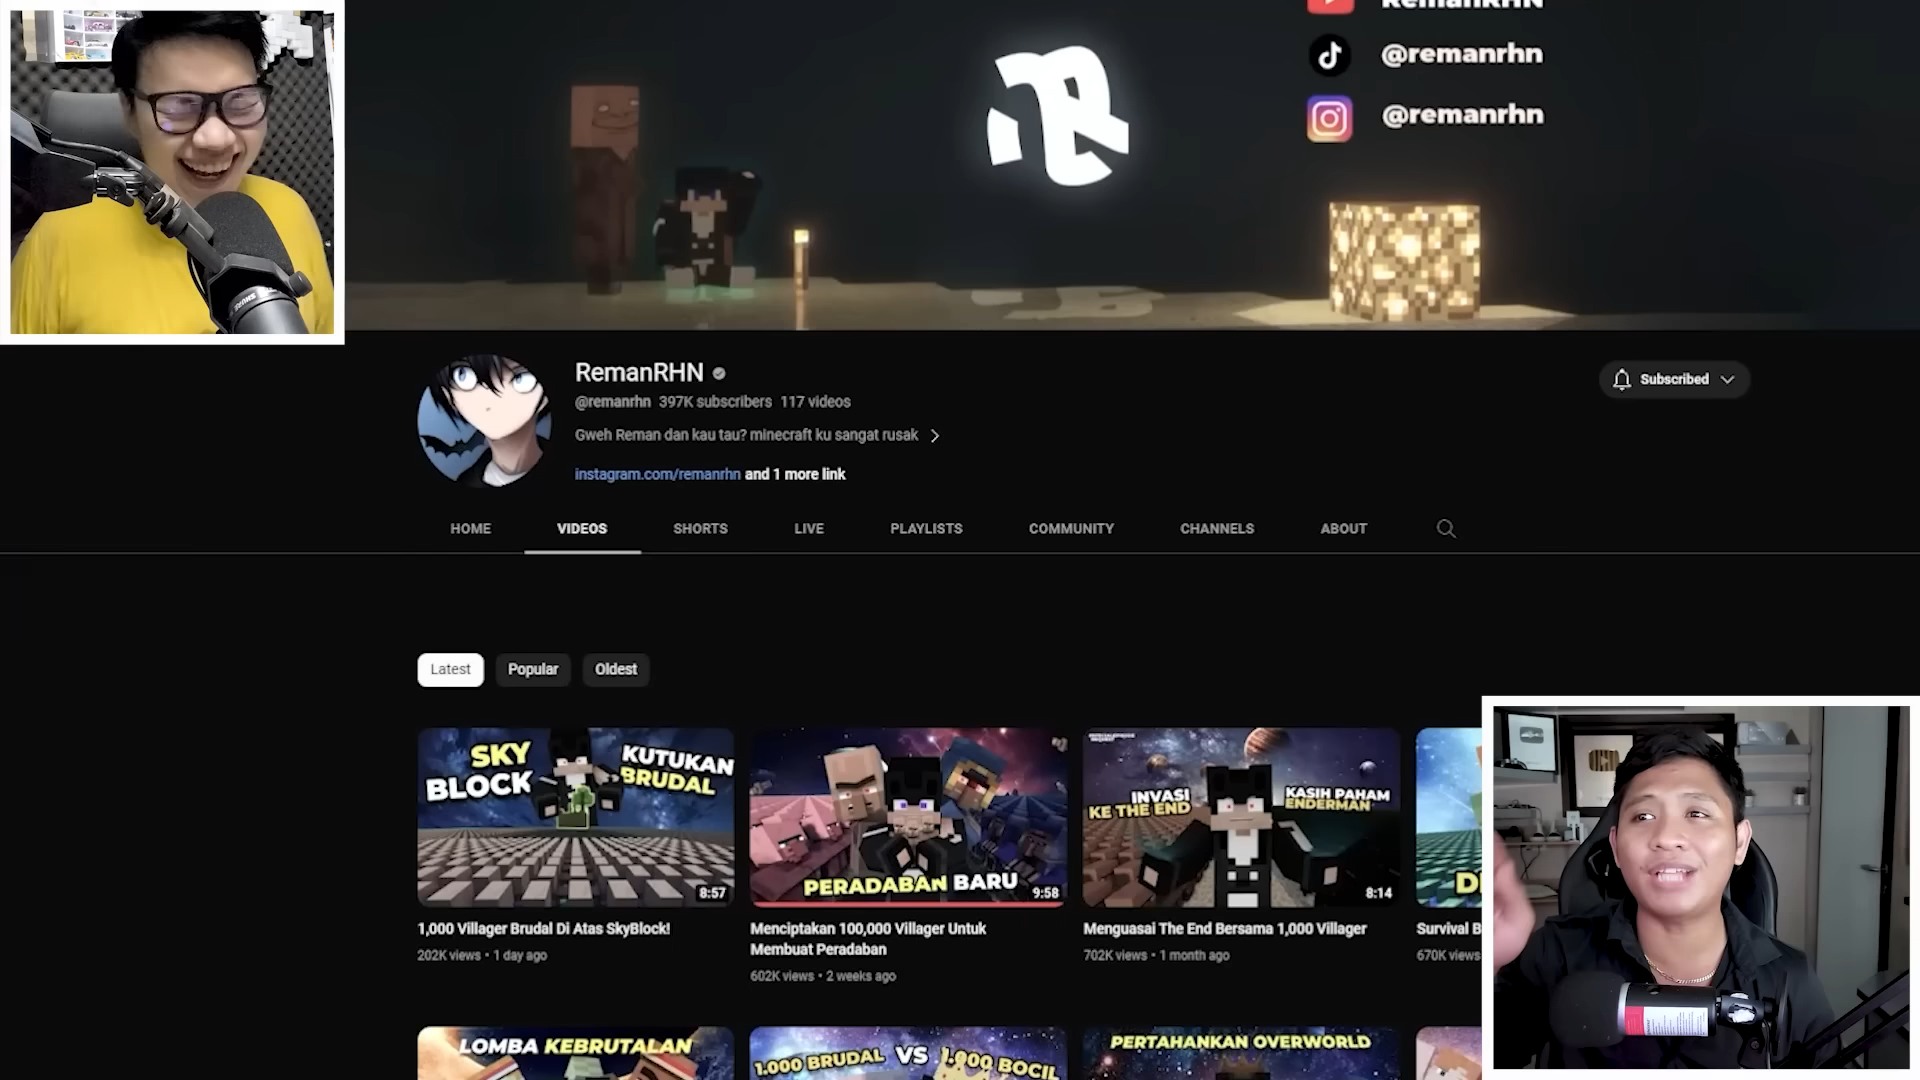 RemanRHN
@remanrhn
@remanrhn
RemanRHN
@remanrhn 397K subscribers 117 videos
Gweh Reman dan kau tau? minecraft ku sangat rusak
instagram.com/remanrhn and 1 more link
Subscribed
HOME VIDEOS SHORTS LIVE PLAYLISTS COMMUNITY CHANNELS ABOUT
Latest Popular Oldest
SKY BLOCK
KUTUKAN BRUDAL
8:57
PERADABAN BARU
9:58
INVASI KE THE END
KASIH PAHAM ENDERMAN
8:14
1,000 Villager Brudal Di Atas SkyBlock!
202K views • 1 day ago
Menciptakan 100,000 Villager Untuk
Membuat Peradaban
602K views • 2 weeks ago
Menguasai The End Bersama 1,000 Villager
702K views • 1 month ago
Survival B
670K views
LOMBA KEBRUTALAN
1.000 BRUDAL VS 1.000 BOCIL
PERTAHANKAN OVERWORLD
SHURE